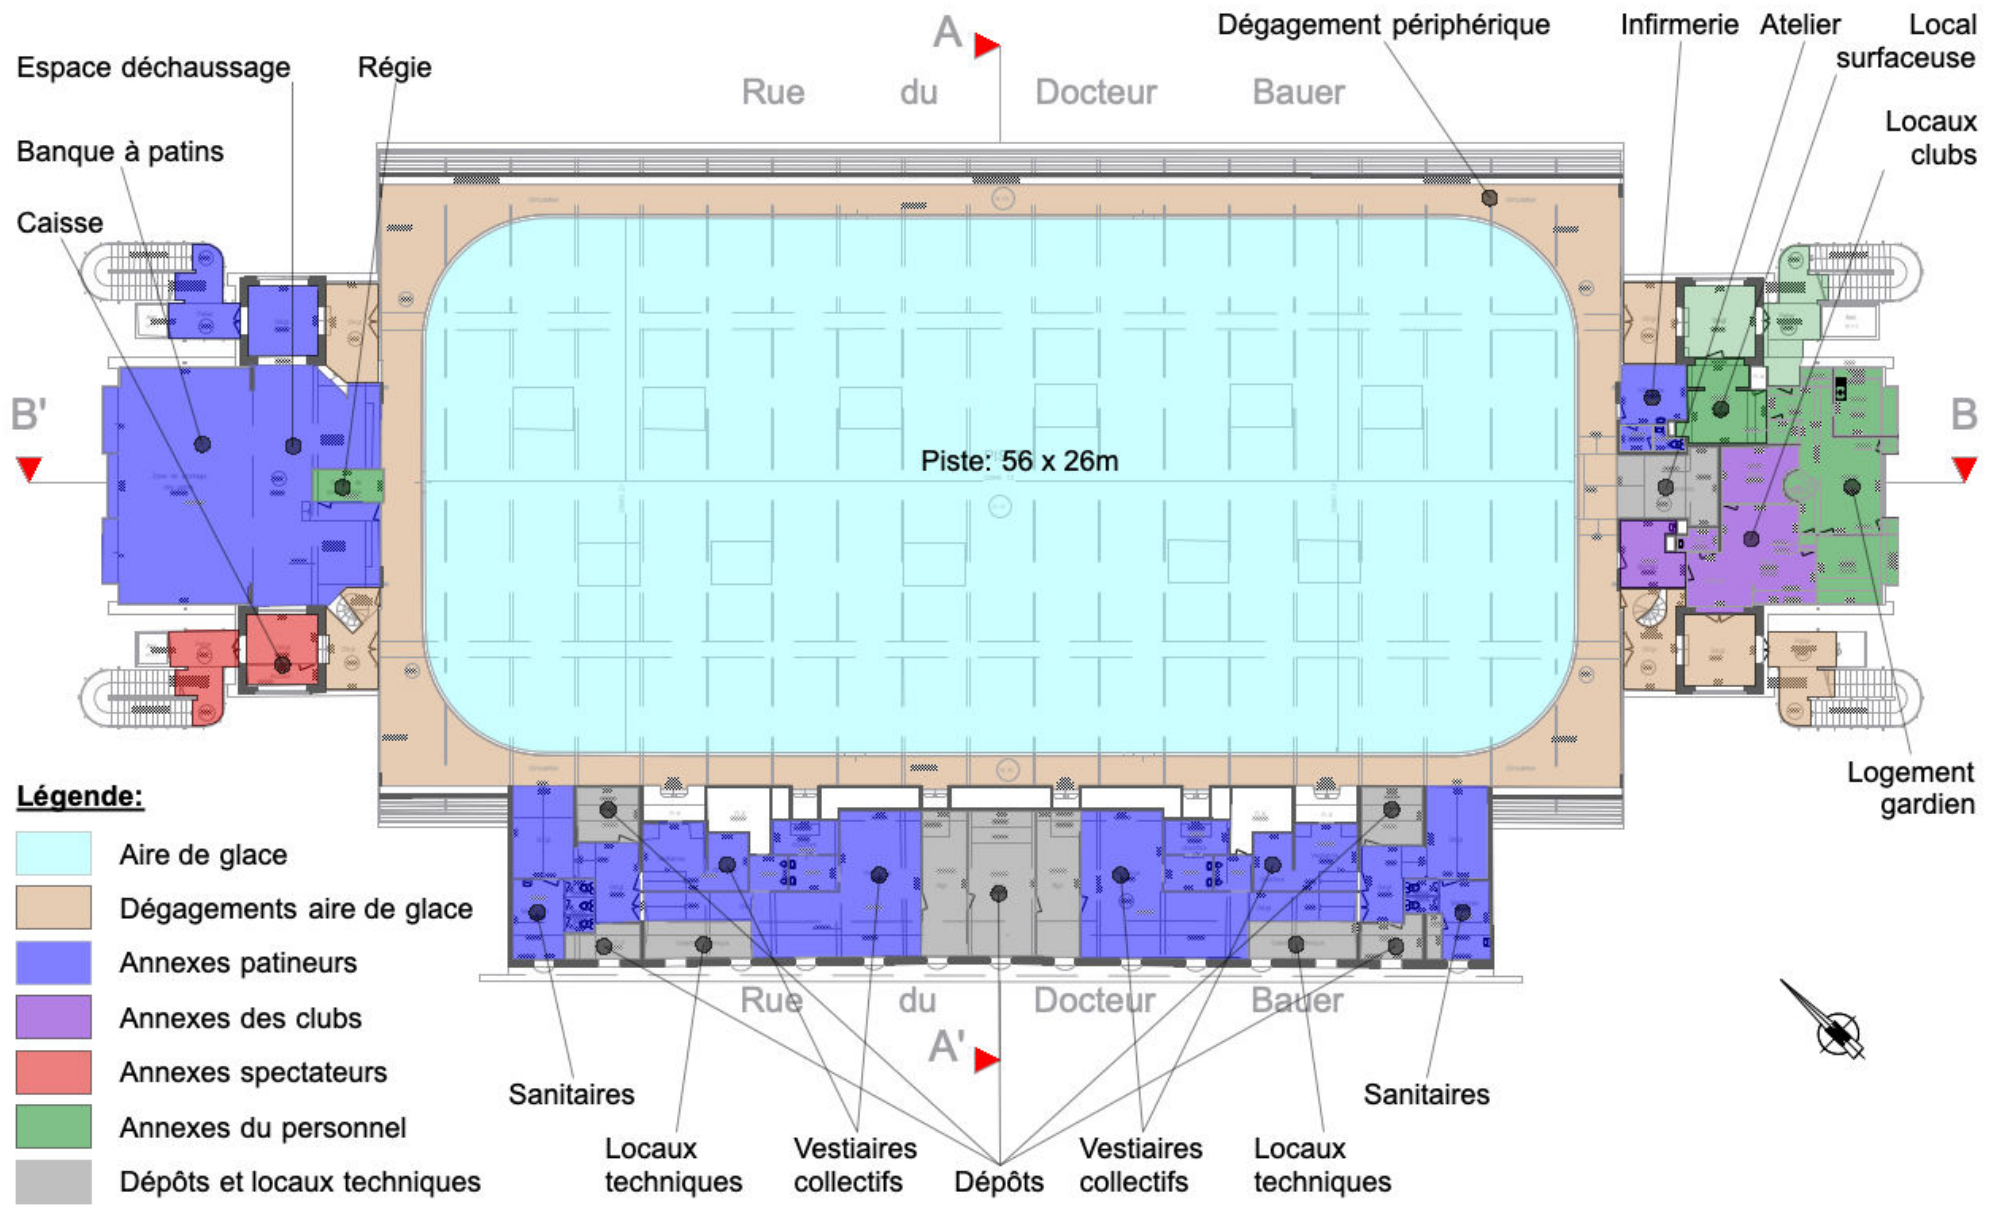 A
Dégagement périphérique
Infirmerie
Atelier
Local
surfaceuse
Espace déchaussage
Régie
Rue du Docteur Bauer
Banque à patins
Locaux
clubs
Caisse
B'
B
Piste: 56 x 26m
Logement
gardien
Légende:
Aire de glace
Dégagements aire de glace
Annexes patineurs
Annexes des clubs
Annexes spectateurs
Annexes du personnel
Dépôts et locaux techniques
Rue du Docteur Bauer
A'
Sanitaires
Locaux
techniques
Vestiaires
collectifs
Dépôts
Vestiaires
collectifs
Locaux
techniques
Sanitaires